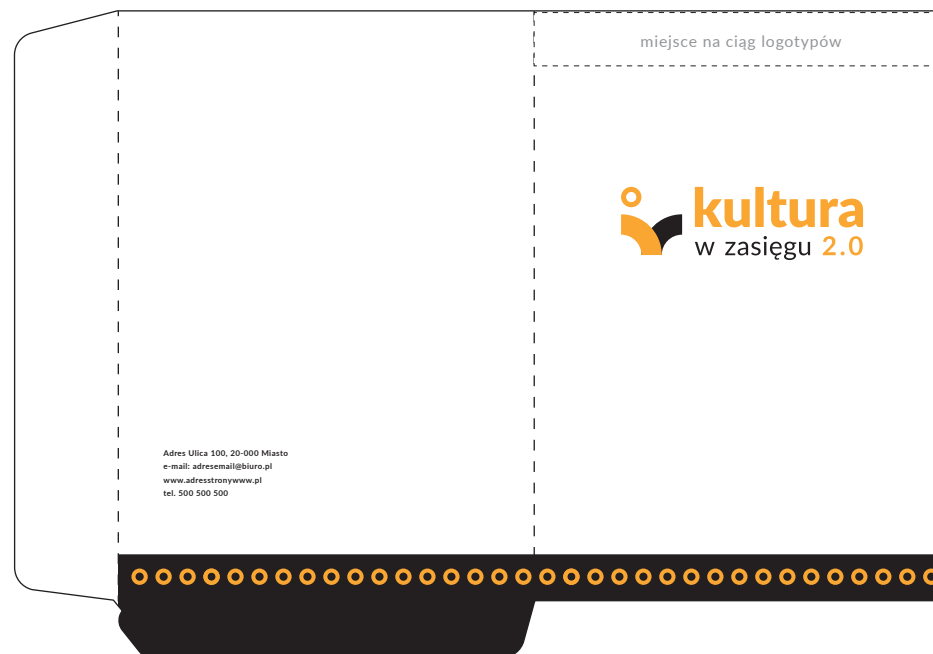 miejsce na ciąg logotypów
kultura
w zasięgu 2.0
Adres Ulica 100, 20-000 Miasto
e-mail: adresemail@biuro.pl
www.adresstronywww.pl
tel. 500 500 500